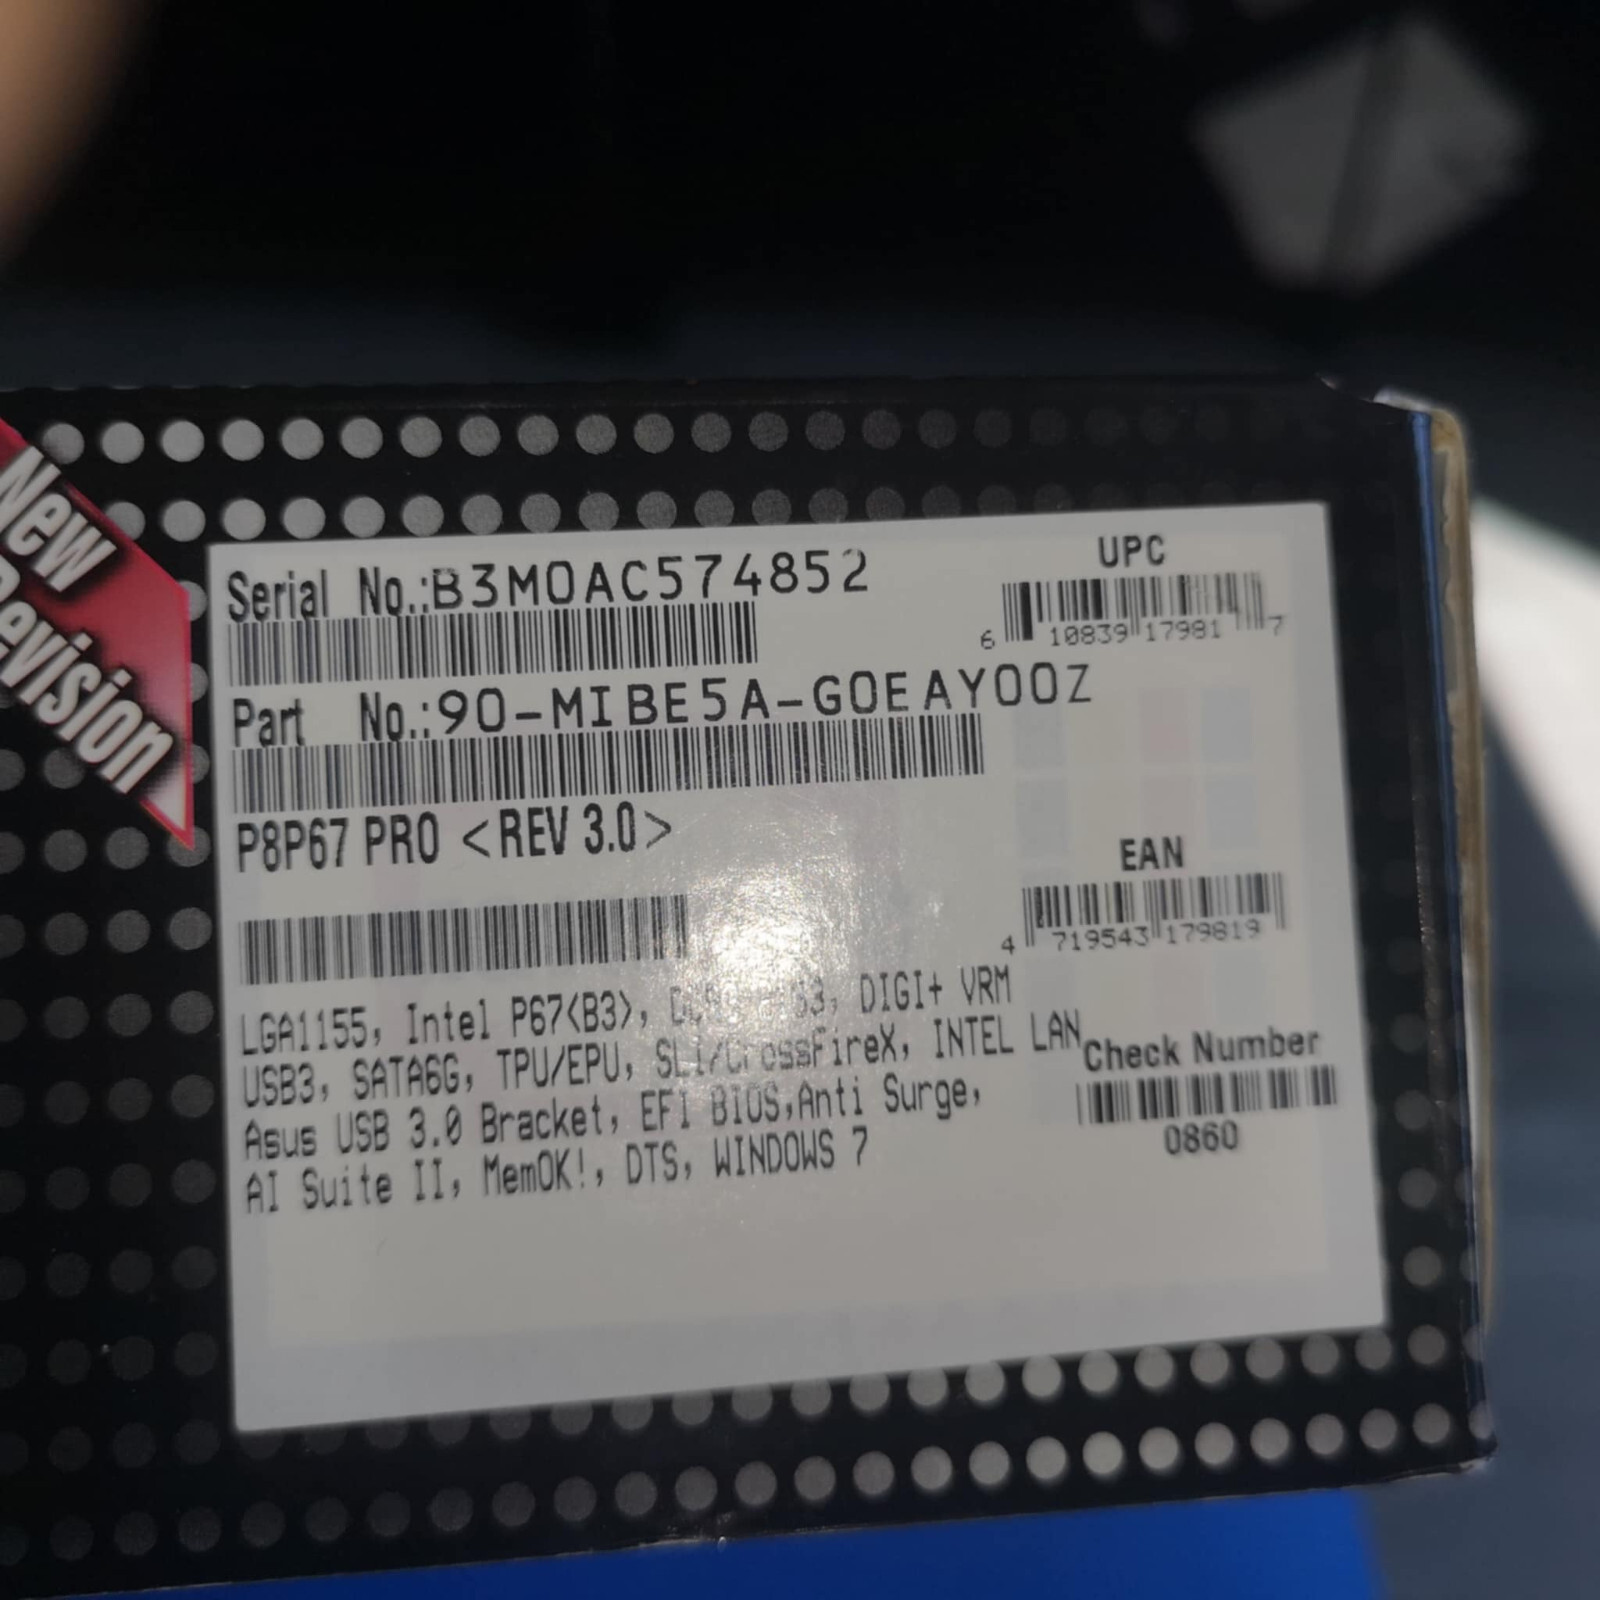 New
Revision
Serial No.:B3M0AC574852
UPC
6 10839 17981 7
Part No.:90-MIBE5A-G0EAY00Z
P8P67 PRO <REV 3.0>
EAN
4 719543 179819
LGA1155, Intel P67<B3>, DIGI+ VRM
USB3, SATA6G, TPU/EPU, SLI/CrossFireX, INTEL LAN
Asus USB 3.0 Bracket, EFI BIOS,Anti Surge,
AI Suite II, MemOK!, DTS, WINDOWS 7
Check Number
0860